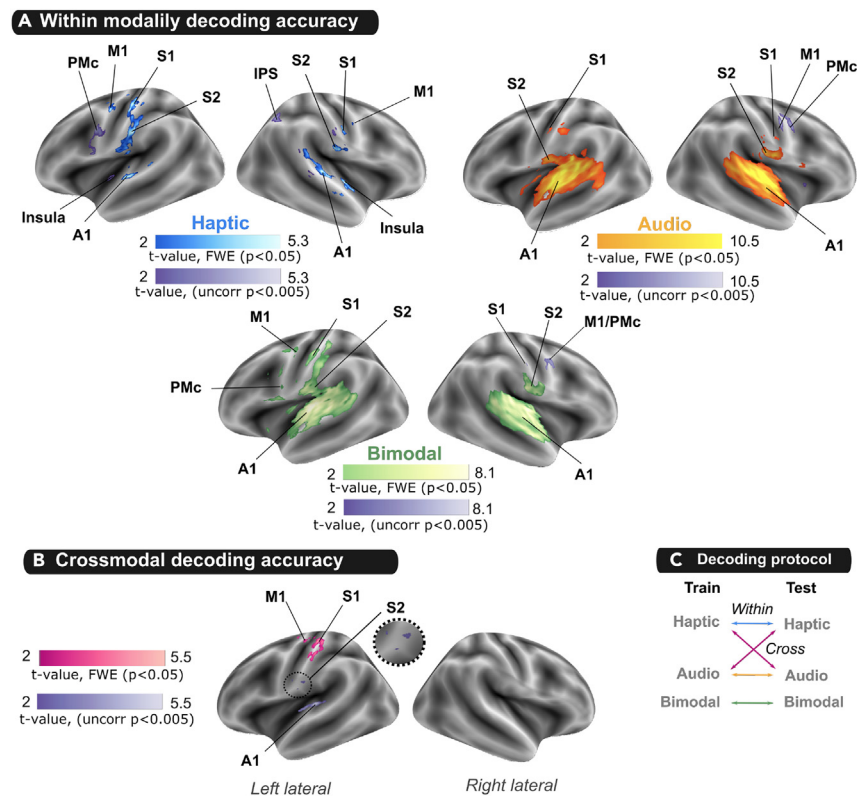 A Within modalily decoding accuracy
PMc
M1
S1
S2
Insula
A1
IPS
S2
S1
M1
A1
Insula
Haptic
2 5.3
t-value, FWE (p<0.05)
2 5.3
t-value, (uncorr p<0.005)
S2
S1
A1
S2
S1
M1
PMc
A1
Audio
2 10.5
t-value, FWE (p<0.05)
2 10.5
t-value, (uncorr p<0.005)
M1
S1
S2
PMc
A1
S1
S2
M1/PMc
A1
Bimodal
2 8.1
t-value, FWE (p<0.05)
2 8.1
t-value, (uncorr p<0.005)
B Crossmodal decoding accuracy
2 5.5
t-value, FWE (p<0.05)
2 5.5
t-value, (uncorr p<0.005)
M1
S1
S2
A1
Left lateral
Right lateral
C Decoding protocol
Train Test
Within
Haptic Haptic
Cross
Audio Audio
Bimodal Bimodal